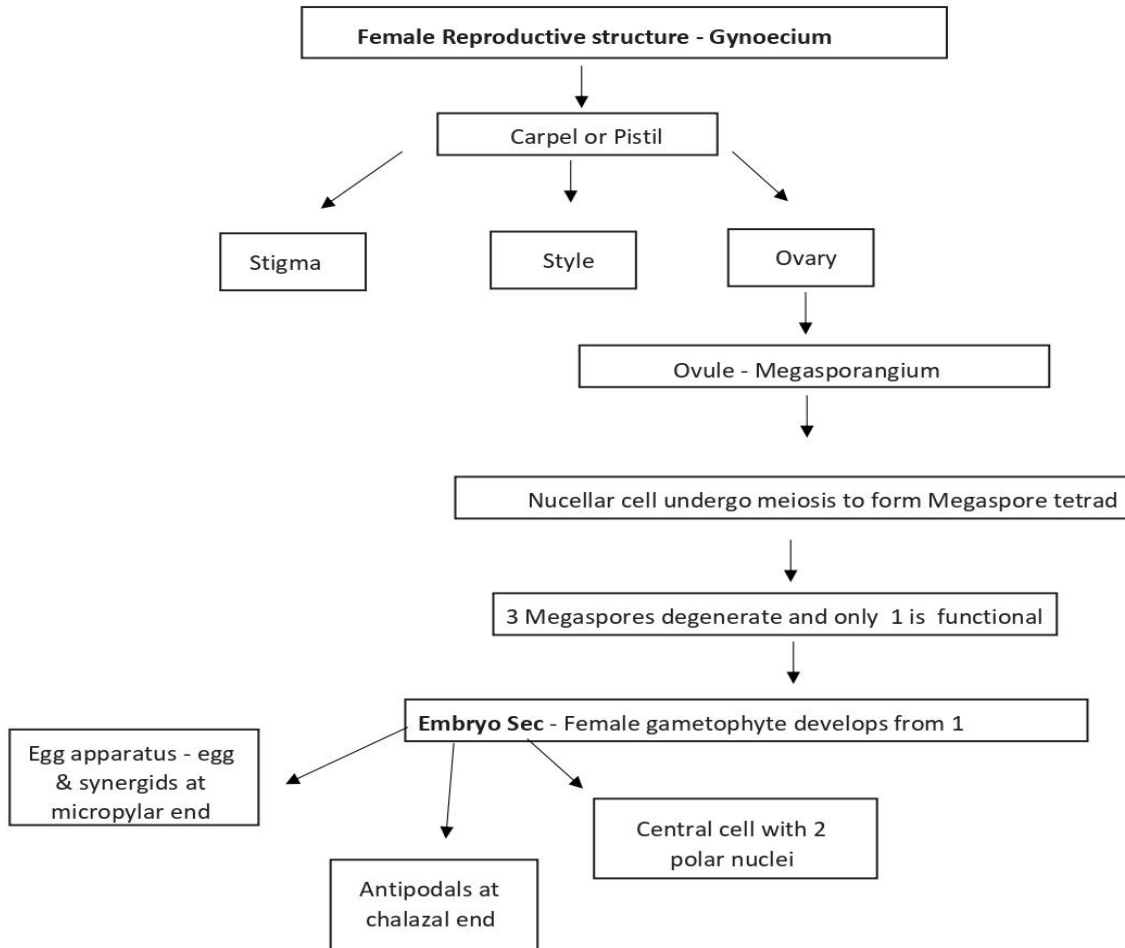 Female Reproductive structure - Gynoecium
Carpel or Pistil
Stigma
Style
Ovary
Ovule - Megasporangium
Nucellar cell undergo meiosis to form Megaspore tetrad
3 Megaspores degenerate and only 1 is functional
Embryo Sec - Female gametophyte develops from 1
Egg apparatus - egg
& synergids at
micropylar end
Antipodals at
chalazal end
Central cell with 2
polar nuclei